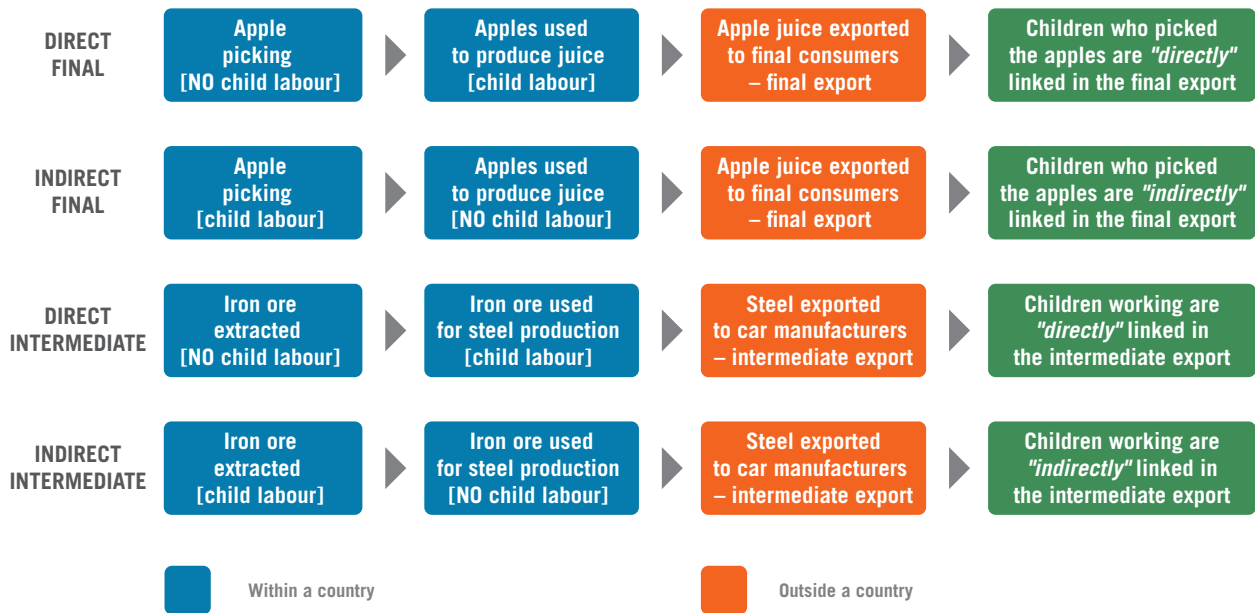 DIRECT
FINAL
Apple
picking
[NO child labour]
Apples used
to produce juice
[child labour]
Apple juice exported
to final consumers
– final export
Children who picked
the apples are "directly"
linked in the final export
INDIRECT
FINAL
Apple
picking
[child labour]
Apples used
to produce juice
[NO child labour]
Apple juice exported
to final consumers
– final export
Children who picked
the apples are "indirectly"
linked in the final export
DIRECT
INTERMEDIATE
Iron ore
extracted
[NO child labour]
Iron ore used
for steel production
[child labour]
Steel exported
to car manufacturers
– intermediate export
Children working are
"directly" linked in
the intermediate export
INDIRECT
INTERMEDIATE
Iron ore
extracted
[child labour]
Iron ore used
for steel production
[NO child labour]
Steel exported
to car manufacturers
– intermediate export
Children working are
"indirectly" linked in
the intermediate export
Within a country
Outside a country